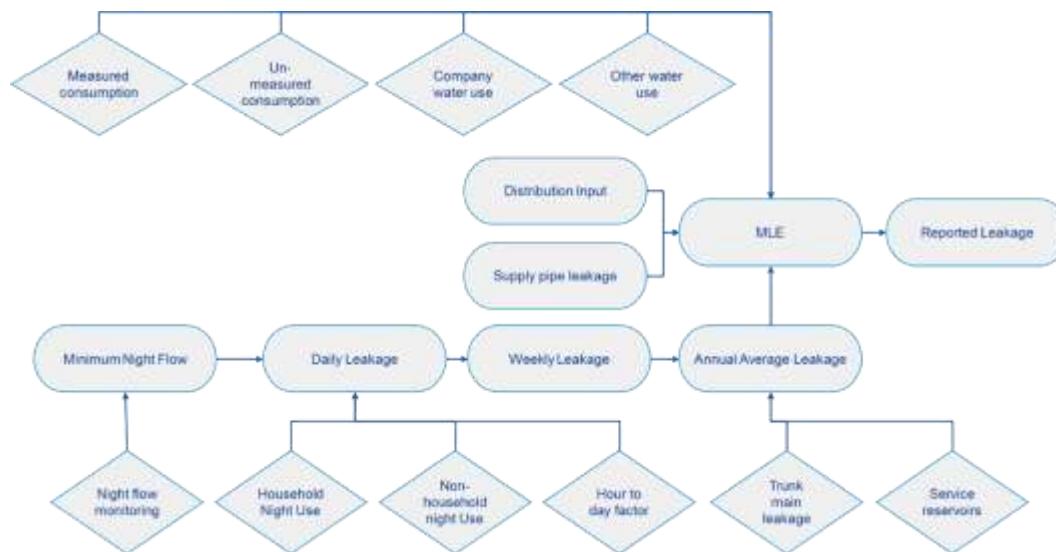 Measured
consumption
Un-
measured
consumption
Company
water use
Other water
use
Distribution Input
MLE
Reported Leakage
Supply pipe leakage
Minimum Night Flow
Daily Leakage
Weekly Leakage
Annual Average Leakage
Night flow
monitoring
Household
Night Use
Non-
household
night Use
Hour to
day factor
Trunk
main
leakage
Service
reservoirs